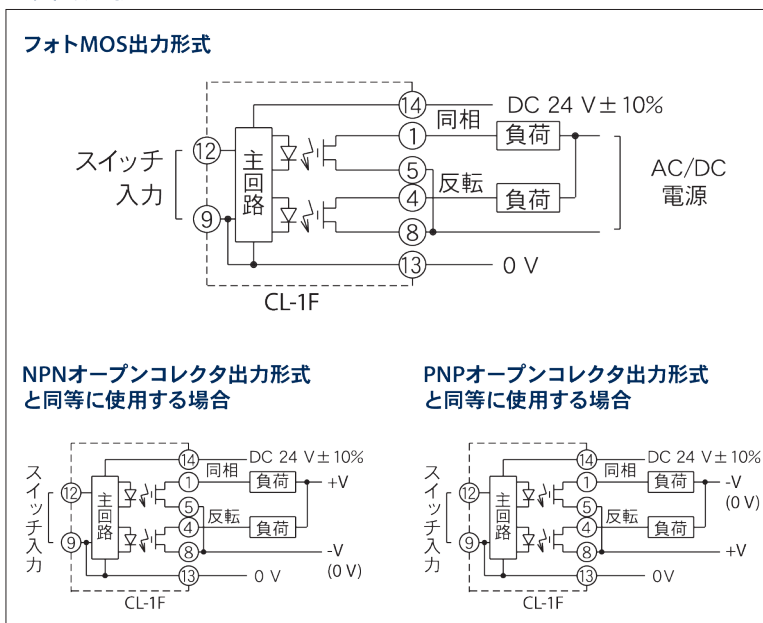 フォトMOS出力形式
14
DC 24 V±10%
同相
1
負荷
12
スイッチ
入力
主回路
5
反転
AC/DC
電源
4
負荷
9
8
13
0 V
CL-1F
NPNオープンコレクタ出力形式
と同等に使用する場合
14
DC 24 V±10%
同相
1
負荷
+V
スイッチ入力
12
主回路
5
反転
4
負荷
9
8
-V
(0 V)
13
0 V
CL-1F
PNPオープンコレクタ出力形式
と同等に使用する場合
14
DC 24 V±10%
同相
1
負荷
-V
(0 V)
スイッチ入力
12
主回路
5
反転
4
負荷
9
8
+V
13
0V
CL-1F